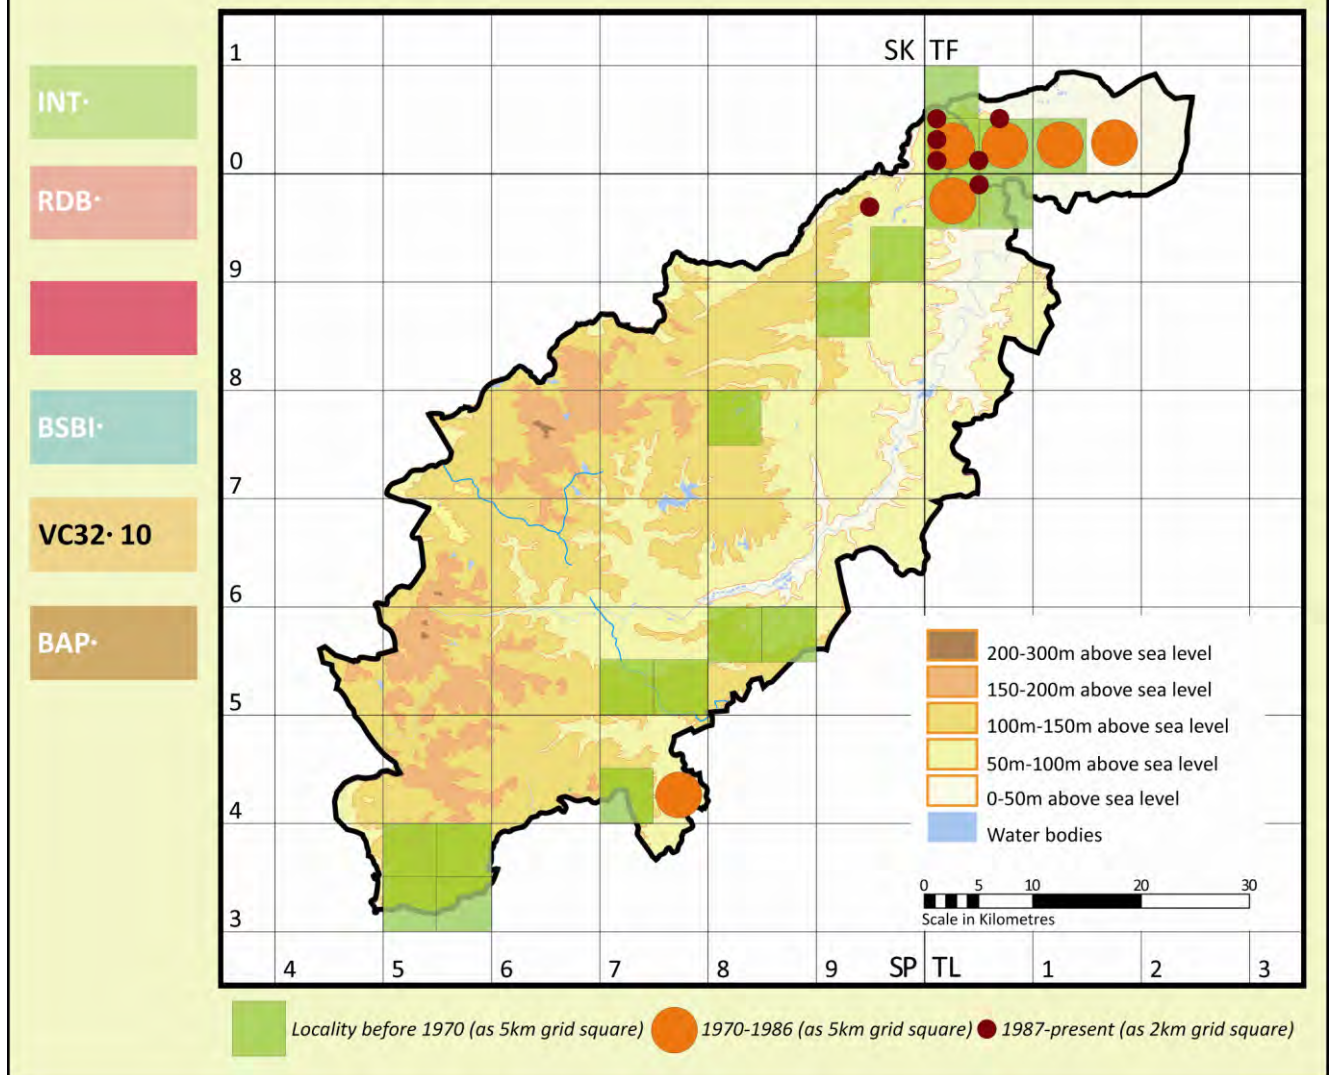 INT·
RDB·
BSBI·
VC32· 10
BAP·
SK TF
1
0
9
8
7
6
5
4
3
4 5 6 7 8 9 SP TL 1 2 3
200-300m above sea level
150-200m above sea level
100m-150m above sea level
50m-100m above sea level
0-50m above sea level
Water bodies
0 5 10 20 30
Scale in Kilometres
Locality before 1970 (as 5km grid square) 1970-1986 (as 5km grid square) 1987-present (as 2km grid square)